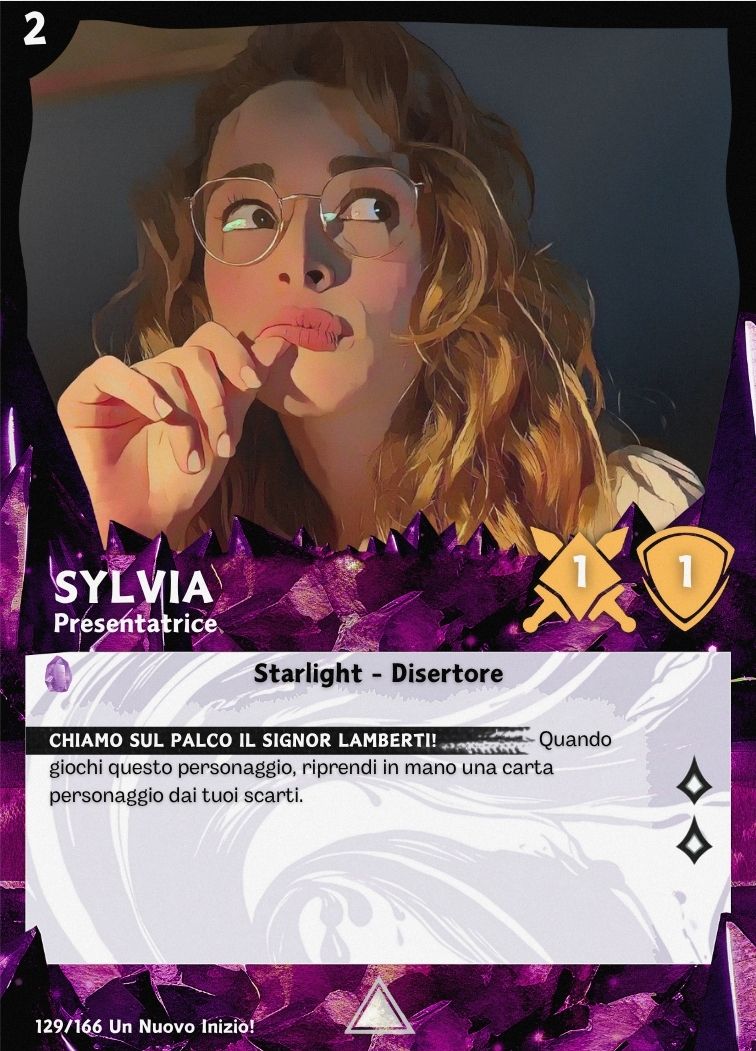 2
SYLVIA
Presentatrice
1
1
Starlight - Disertore
CHIAMO SUL PALCO IL SIGNOR LAMBERTI! Quando
giochi questo personaggio, riprendi in mano una carta
personaggio dai tuoi scarti.
129/166 Un Nuovo Inizio!